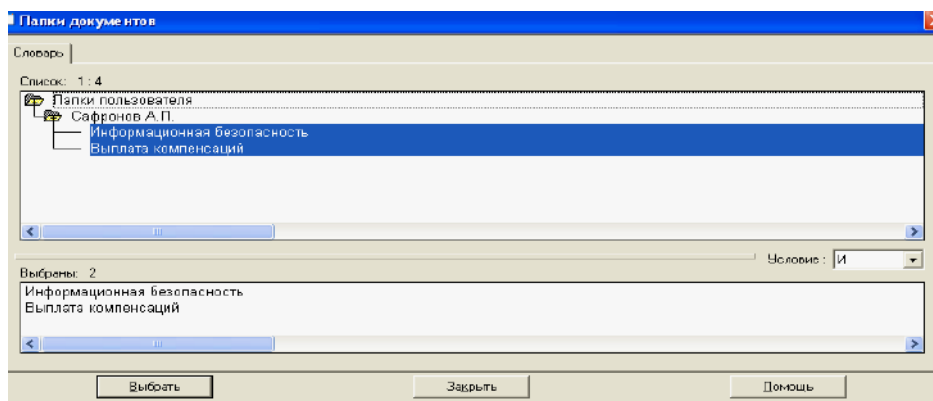 Папки документов
Словарь
Список: 1 : 4
Папки пользователя
Сафронов А.П.
Информационная безопасность
Выплата компенсаций
Условие : И
Выбраны: 2
Информационная безопасность
Выплата компенсаций
Выбрать Закрыть Помощь